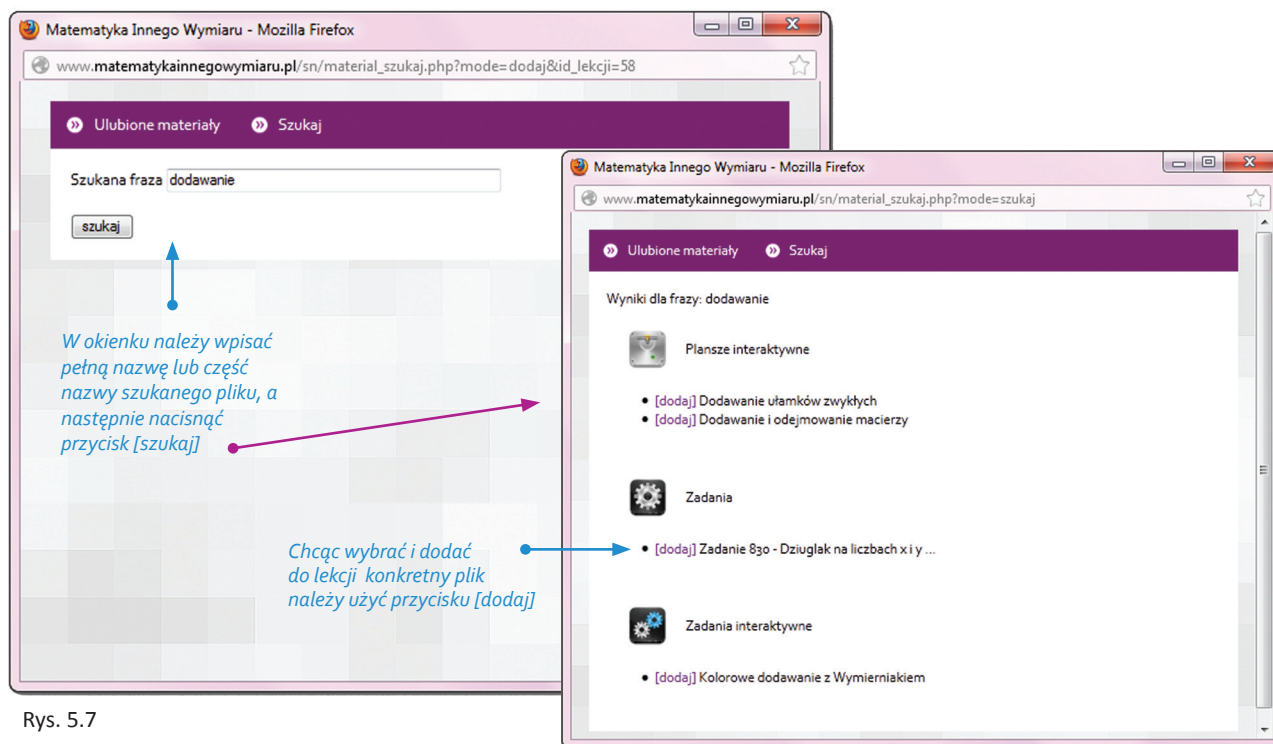 Matematyka Innego Wymiaru - Mozilla Firefox
www.matematykainnegowymiaru.pl/sn/material_szukaj.php?mode=dodaj&id_lekcji=58
Ulubione materiały Szukaj
Szukana fraza dodawanie
szukaj
W okienku należy wpisać
pełną nazwę lub część
nazwy szukanego pliku, a
następnie nacisnąć
przycisk [szukaj]
Matematyka Innego Wymiaru - Mozilla Firefox
www.matematykainnegowymiaru.pl/sn/material_szukaj.php?mode=szukaj
Ulubione materiały Szukaj
Wyniki dla frazy: dodawanie
Plansze interaktywne
• [dodaj] Dodawanie ułamków zwykłych
• [dodaj] Dodawanie i odejmowanie macierzy
Zadania
• [dodaj] Zadanie 830 - Dziuglak na liczbach x i y ...
Chcąc wybrać i dodać
do lekcji konkretny plik
należy użyć przycisku [dodaj]
Zadania interaktywne
• [dodaj] Kolorowe dodawanie z Wymierniakiem
Rys. 5.7